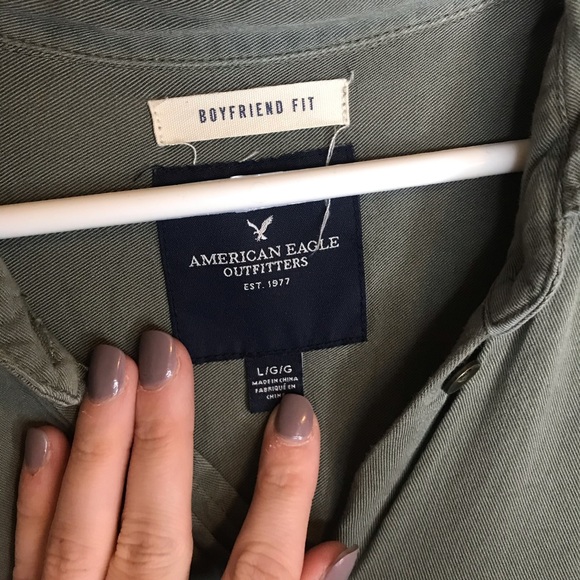 BOYFRIEND FIT
AMERICAN EAGLE
OUTFITTERS
EST. 1977
L/G/G
MADE IN CHINA
FABRIQUÉ EN